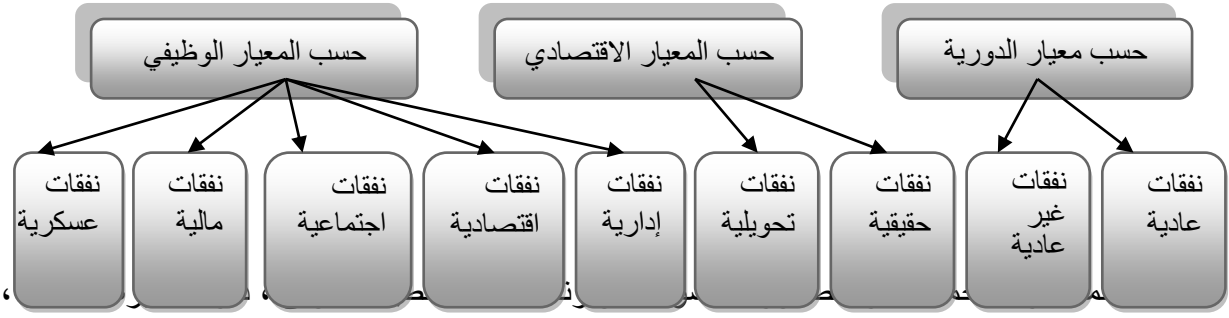 حسب معيار الدورية
حسب المعيار الاقتصادي
حسب المعيار الوظيفي
نفقات
عادية
نفقات
غير
عادية
نفقات
حقيقية
نفقات
تحويلية
نفقات
إدارية
نفقات
اقتصادية
نفقات
اجتماعية
نفقات
مالية
نفقات
عسكرية